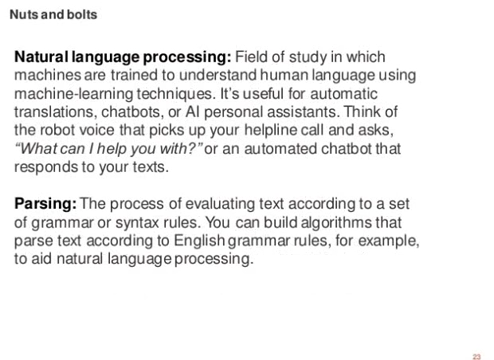 Nuts and bolts
Natural language processing: Field of study in which
machines are trained to understand human language using
machine-learning techniques. It's useful for automatic
translations, chatbots, or AI personal assistants. Think of
the robot voice that picks up your helpline call and asks,
“What can I help you with?” or an automated chatbot that
responds to your texts.
Parsing: The process of evaluating text according to a set
of grammar or syntax rules. You can build algorithms that
parse text according to English grammar rules, for example,
to aid natural language processing.
23